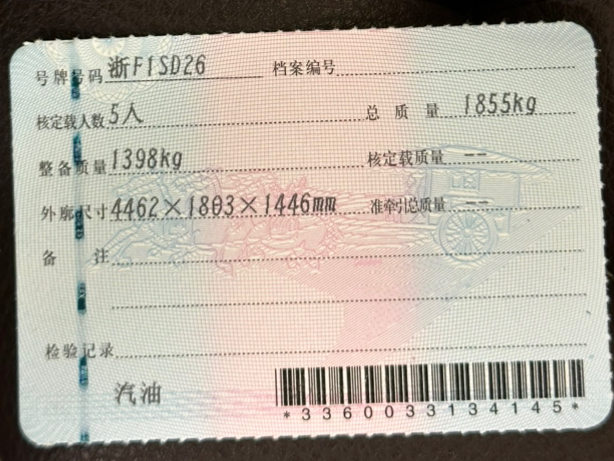 号牌号码 浙F1SD26 档案编号
核定载人数 5人 总质量 1855kg
整备质量 1398kg 核定载质量 --
外廓尺寸 4462×1803×1446mm 准牵引总质量 --
备注
检验记录
汽油
*3360033134145*